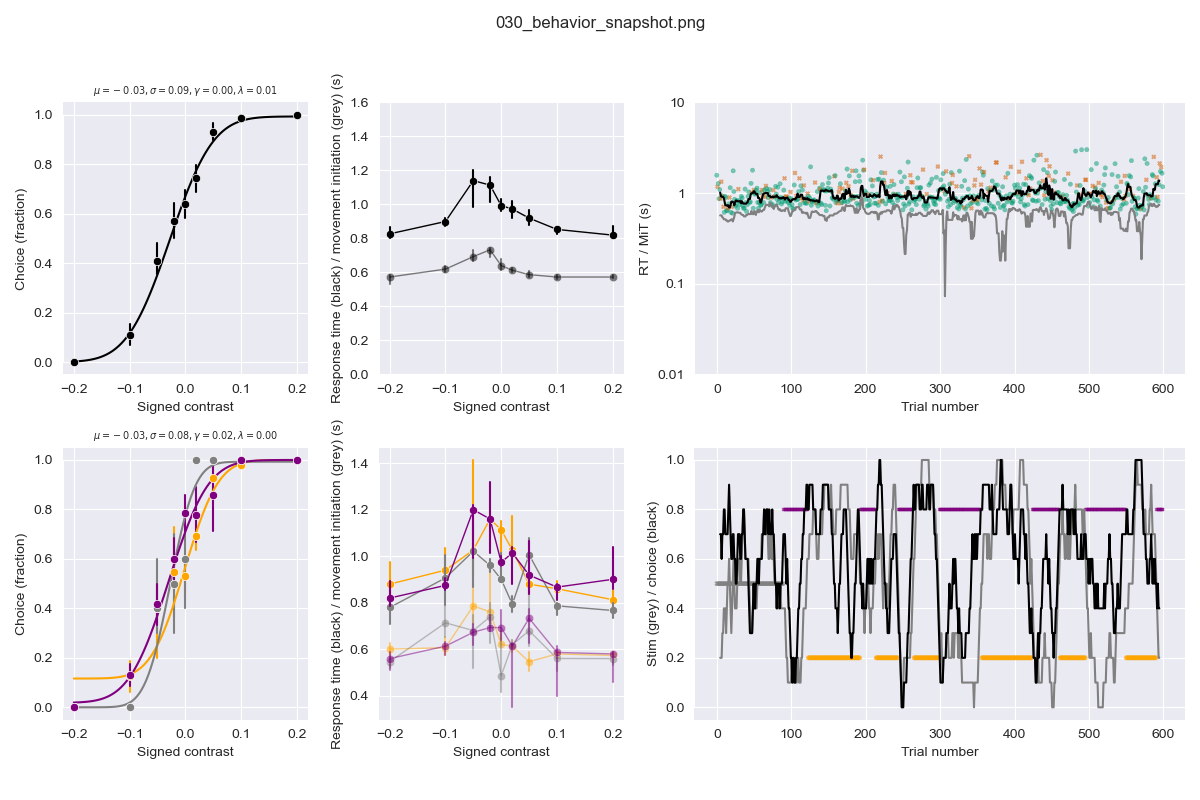 030_behavior_snapshot.png
μ = − 0.03, σ = 0.09, γ = 0.00, λ = 0.01
Choice (fraction)
1.0
0.8
0.6
0.4
0.2
0.0
−0.2 −0.1 0.0 0.1 0.2
Signed contrast
Response time (black) / movement initiation (grey) (s)
1.6
1.4
1.2
1.0
0.8
0.6
0.4
0.2
0.0
−0.2 −0.1 0.0 0.1 0.2
Signed contrast
RT / MiT (s)
10
1
0.1
0.01
0 100 200 300 400 500 600
Trial number
μ = − 0.03, σ = 0.08, γ = 0.02, λ = 0.00
Choice (fraction)
1.0
0.8
0.6
0.4
0.2
0.0
−0.2 −0.1 0.0 0.1 0.2
Signed contrast
Response time (black) / movement initiation (grey) (s)
1.4
1.2
1.0
0.8
0.6
0.4
−0.2 −0.1 0.0 0.1 0.2
Signed contrast
Stim (grey) / choice (black)
1.0
0.8
0.6
0.4
0.2
0.0
0 100 200 300 400 500 600
Trial number